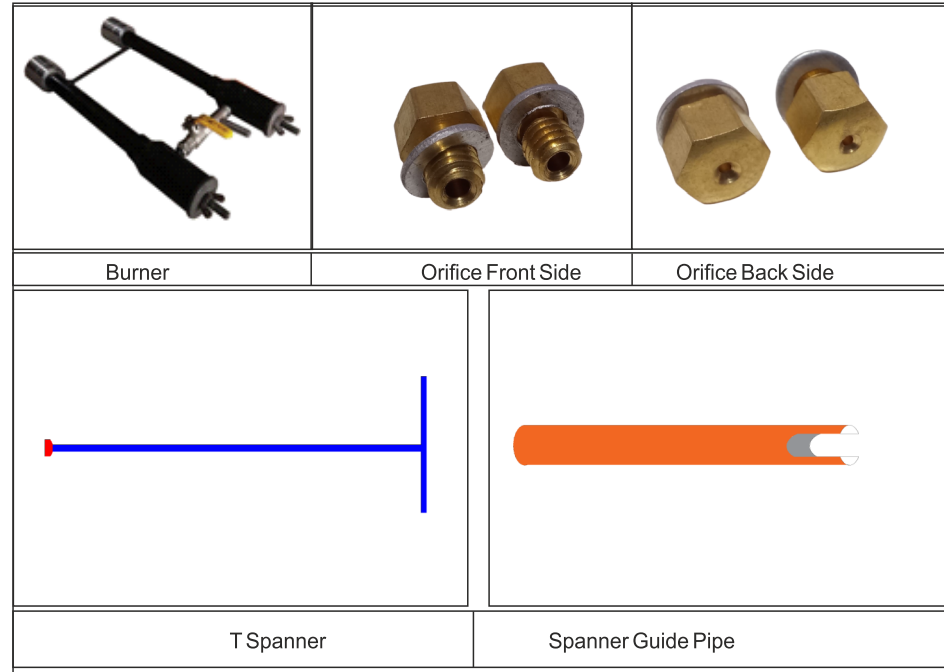 Burner
Orifice Front Side
Orifice Back Side
T Spanner
Spanner Guide Pipe